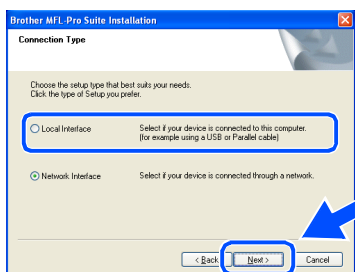 Brother MFL-Pro Suite Installation
Connection Type
Choose the setup type that best suits your needs.
Click the type of Setup you prefer.
Local Interface Select if your device is connected to this computer.
(for example using a USB or Parallel cable)
Network Interface Select if your device is connected through a network.
< Back Next > Cancel